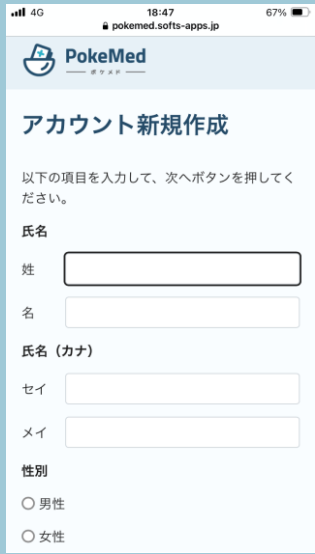 4G 18:47 67%
pokemed.softs-apps.jp
PokeMed
ポケメド
アカウント新規作成
以下の項目を入力して、次へボタンを押してく
ださい。
氏名
姓
名
氏名（カナ）
セイ
メイ
性別
男性
女性